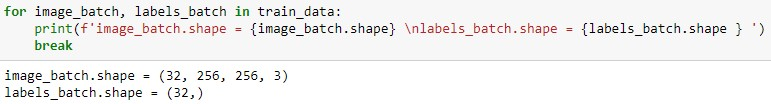 for image_batch, labels_batch in train_data:
    print(f'image_batch.shape = {image_batch.shape} \nlabels_batch.shape = {labels_batch.shape } ')
    break
image_batch.shape = (32, 256, 256, 3)
labels_batch.shape = (32,)